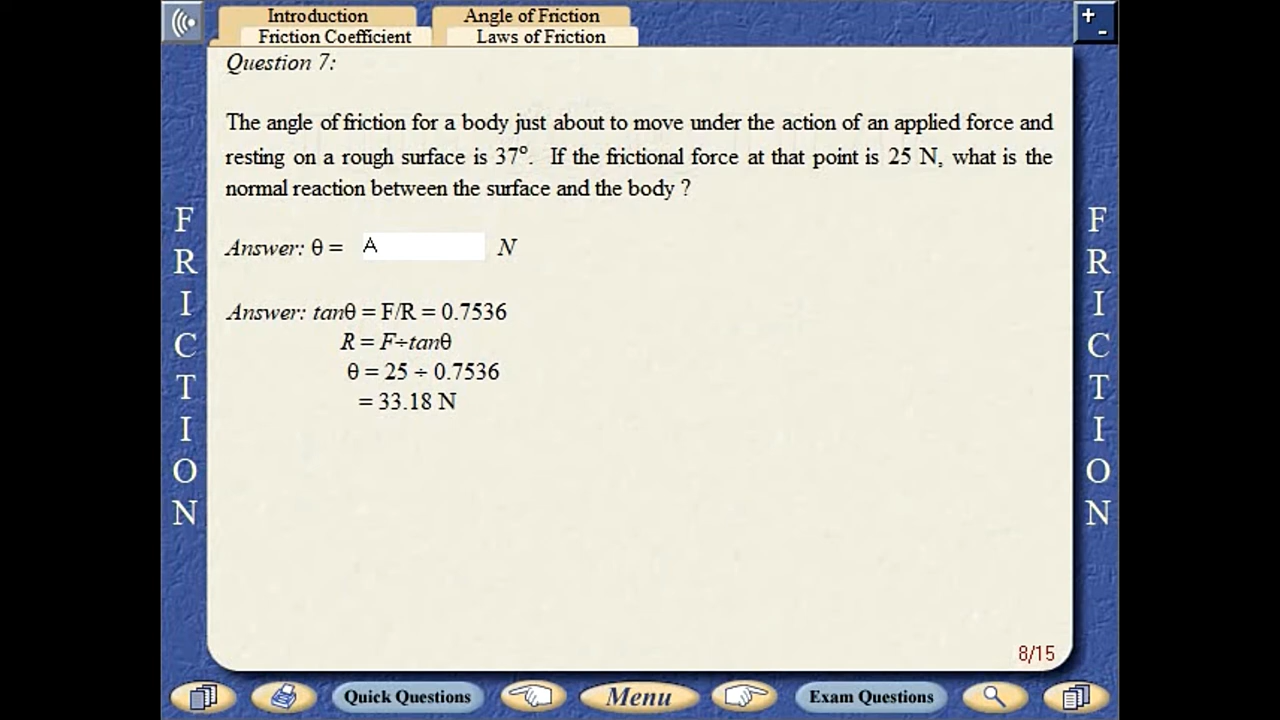 Introduction
Angle of Friction
Friction Coefficient
Laws of Friction
+
-
Question 7:
The angle of friction for a body just about to move under the action of an applied force and
resting on a rough surface is 37°. If the frictional force at that point is 25 N, what is the
normal reaction between the surface and the body ?
Answer: θ = A N
Answer: tanθ = F/R = 0.7536
R = F÷tanθ
θ = 25 ÷ 0.7536
= 33.18 N
FRICTION
FRICTION
8/15
Quick Questions
Menu
Exam Questions